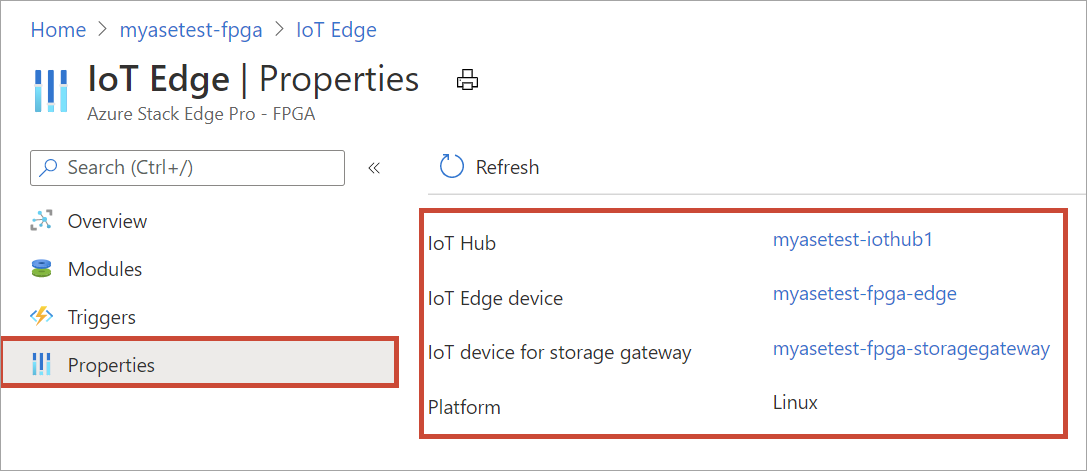 Home > myasetest-fpga > IoT Edge
IoT Edge | Properties
Azure Stack Edge Pro - FPGA
Search (Ctrl+/)
«
Refresh
Overview
Modules
Triggers
Properties
IoT Hub myasetest-iothub1
IoT Edge device myasetest-fpga-edge
IoT device for storage gateway myasetest-fpga-storagegateway
Platform Linux